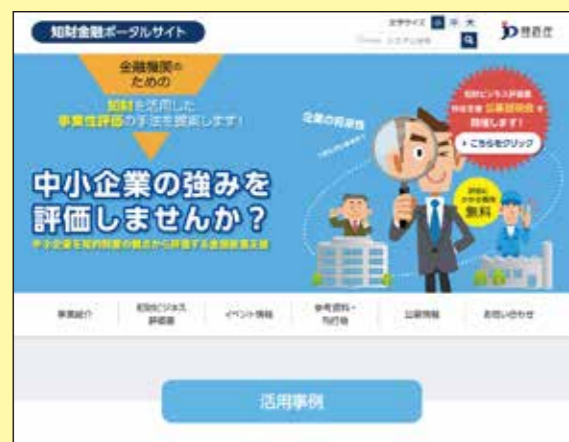 知財金融ポータルサイト
文字サイズ 小 中 大
特許庁
金融機関の
ための
知財を活用した
事業性評価の手法を提案します!
中小企業の強みを
評価しませんか?
中小企業を知的財産の観点から評価する金融機関支援
企業の将来性
知財ビジネス評価書
公募説明会を
開催します!
こちらをクリック
評価に
かかる費用
無料
事業紹介
知財ビジネス
評価書
イベント情報
参考資料・
刊行物
公募情報
お問い合わせ
活用事例